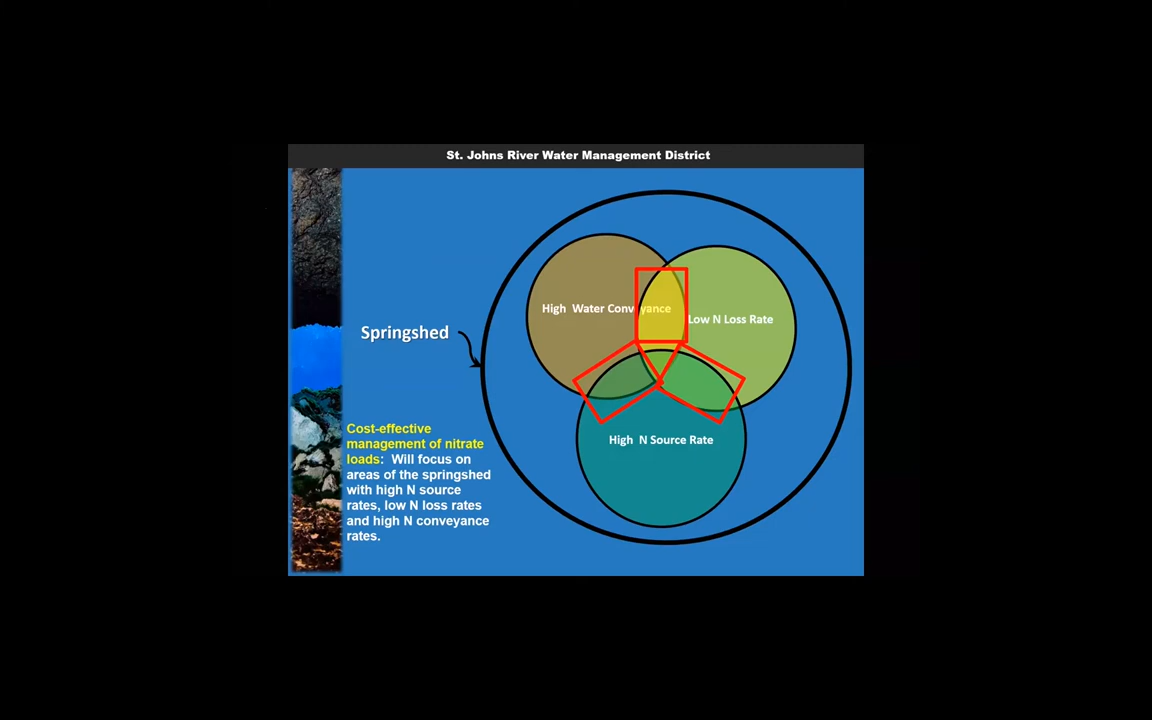 St. Johns River Water Management District
High  Water Conveyance
Low N Loss Rate
Springshed
Cost-effective
management of nitrate
loads:  Will focus on
areas of the springshed
with high N source
rates, low N loss rates
and high N conveyance
rates.
High  N Source Rate